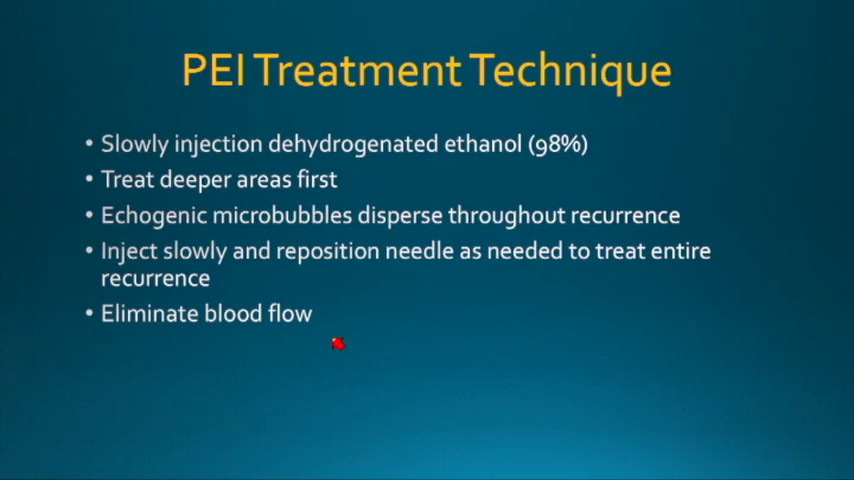 PEI Treatment Technique
• Slowly injection dehydrogenated ethanol (98%)
• Treat deeper areas first
• Echogenic microbubbles disperse throughout recurrence
• Inject slowly and reposition needle as needed to treat entire
recurrence
• Eliminate blood flow